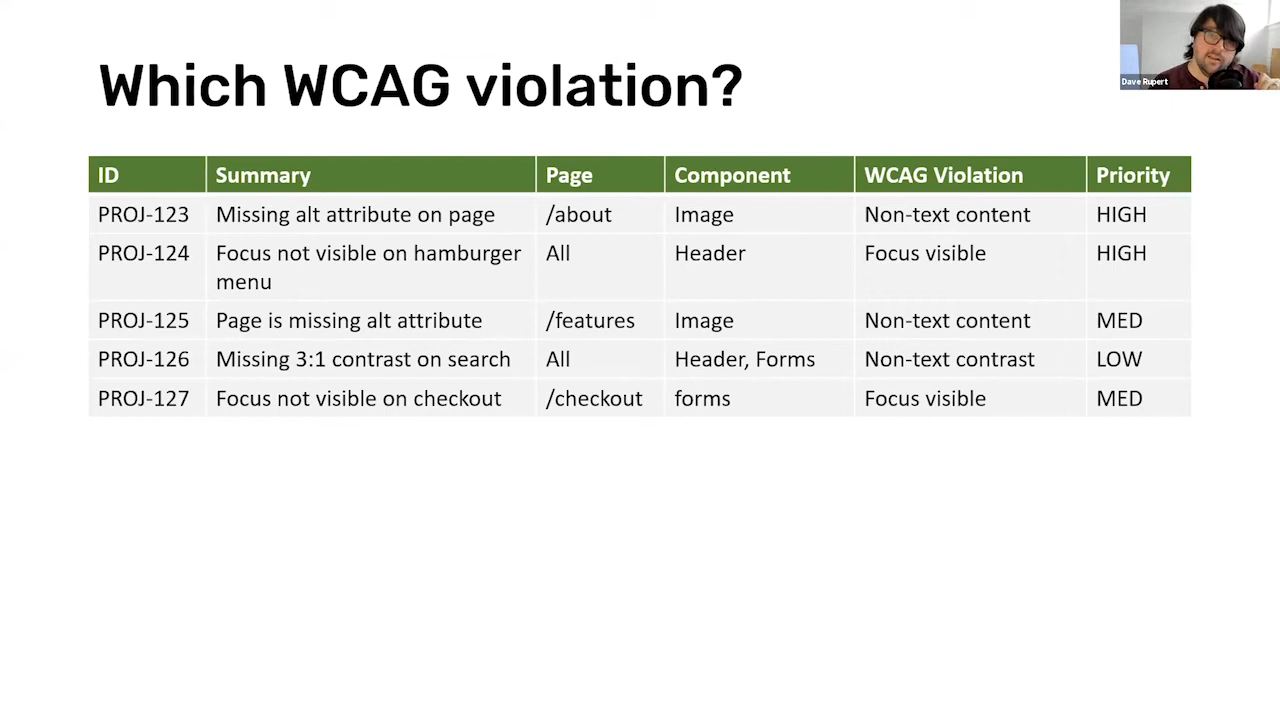 Which WCAG violation?
Dave Rupert
ID Summary Page Component WCAG Violation Priority
PROJ-123 Missing alt attribute on page /about Image Non-text content HIGH
PROJ-124 Focus not visible on hamburger All Header Focus visible HIGH
menu
PROJ-125 Page is missing alt attribute /features Image Non-text content MED
PROJ-126 Missing 3:1 contrast on search All Header, Forms Non-text contrast LOW
PROJ-127 Focus not visible on checkout /checkout forms Focus visible MED